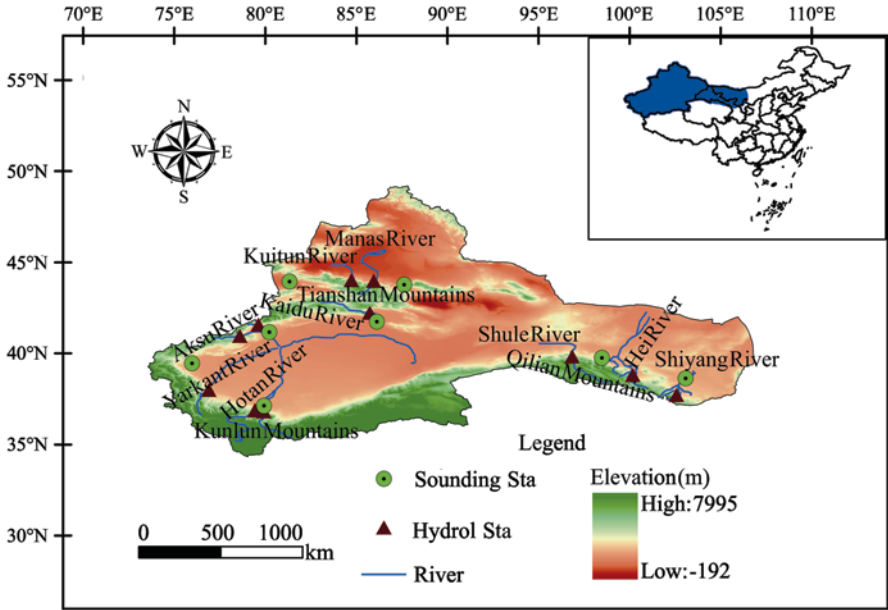 70°E 75°E 80°E 85°E 90°E 95°E 100°E 105°E 110°E
55°N
50°N
45°N
40°N
35°N
30°N
N
W E
S
ManasRiver
KuitunRiver
TianshanMountains
KaiduRiver
AksuRiver
YarkantRiver
HotanRiver
KunlunMountains
ShuleRiver
QilianMountains
HeiRiver
ShiyangRiver
Legend
Sounding Sta
Hydrol Sta
River
Elevation(m)
High:7995
Low:-192
0 500 1000
km